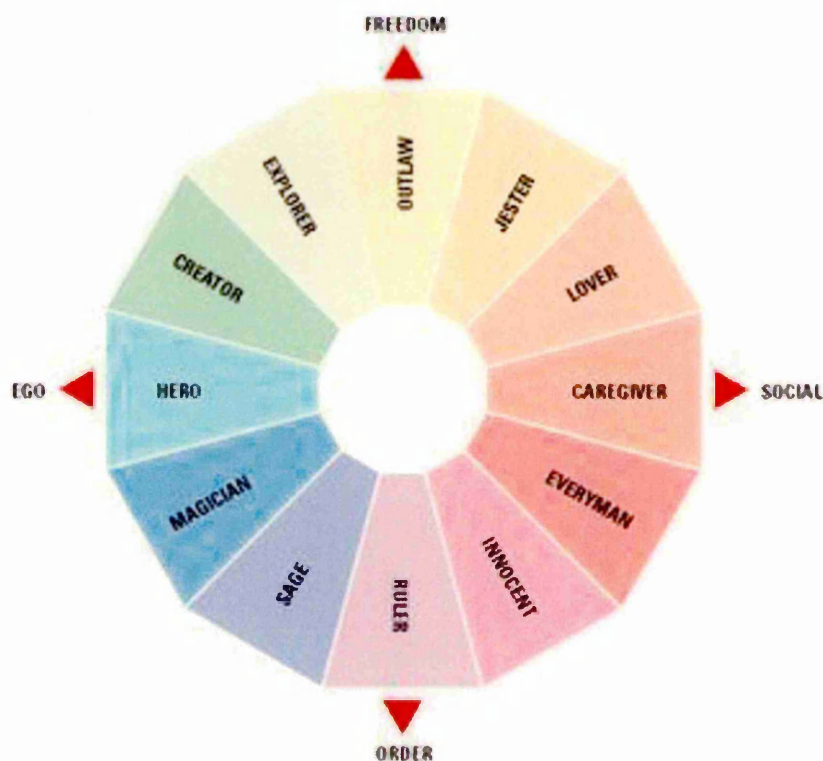 FREEDOM
OUTLAW
EXPLORER
JESTER
CREATOR
LOVER
EGO
HERO
CAREGIVER
SOCIAL
MAGICIAN
EVERYMAN
SAGE
INNOCENT
RULER
ORDER